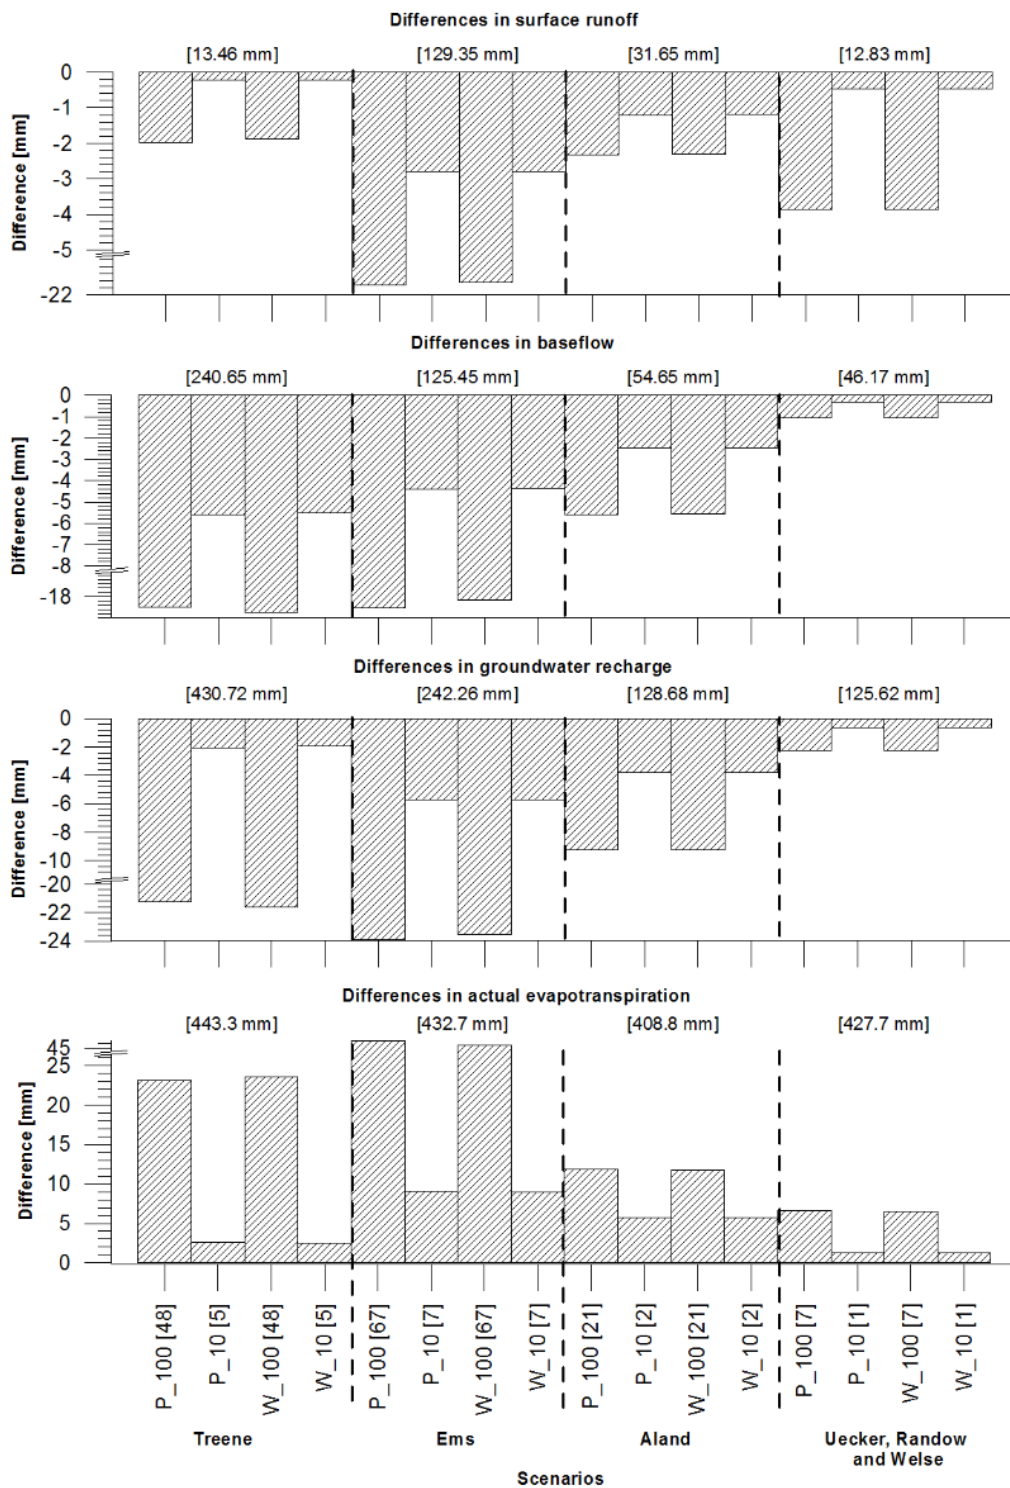 Differences in surface runoff
[13.46 mm] [129.35 mm] [31.65 mm] [12.83 mm]
Difference [mm]
0
-1
-2
-3
-4
-5
-22
Differences in baseflow
[240.65 mm] [125.45 mm] [54.65 mm] [46.17 mm]
Difference [mm]
0
-1
-2
-3
-4
-5
-6
-7
-8
-18
Differences in groundwater recharge
[430.72 mm] [242.26 mm] [128.68 mm] [125.62 mm]
Difference [mm]
0
-2
-4
-6
-8
-10
-20
-22
-24
Differences in actual evapotranspiration
[443.3 mm] [432.7 mm] [408.8 mm] [427.7 mm]
Difference [mm]
45
25
20
15
10
5
0
P_100 [48]
P_10 [5]
W_100 [48]
W_10 [5]
P_100 [67]
P_10 [7]
W_100 [67]
W_10 [7]
P_100 [21]
P_10 [2]
W_100 [21]
W_10 [2]
P_100 [7]
P_10 [1]
W_100 [7]
W_10 [1]
Treene Ems Aland Uecker, Randow
and Welse
Scenarios